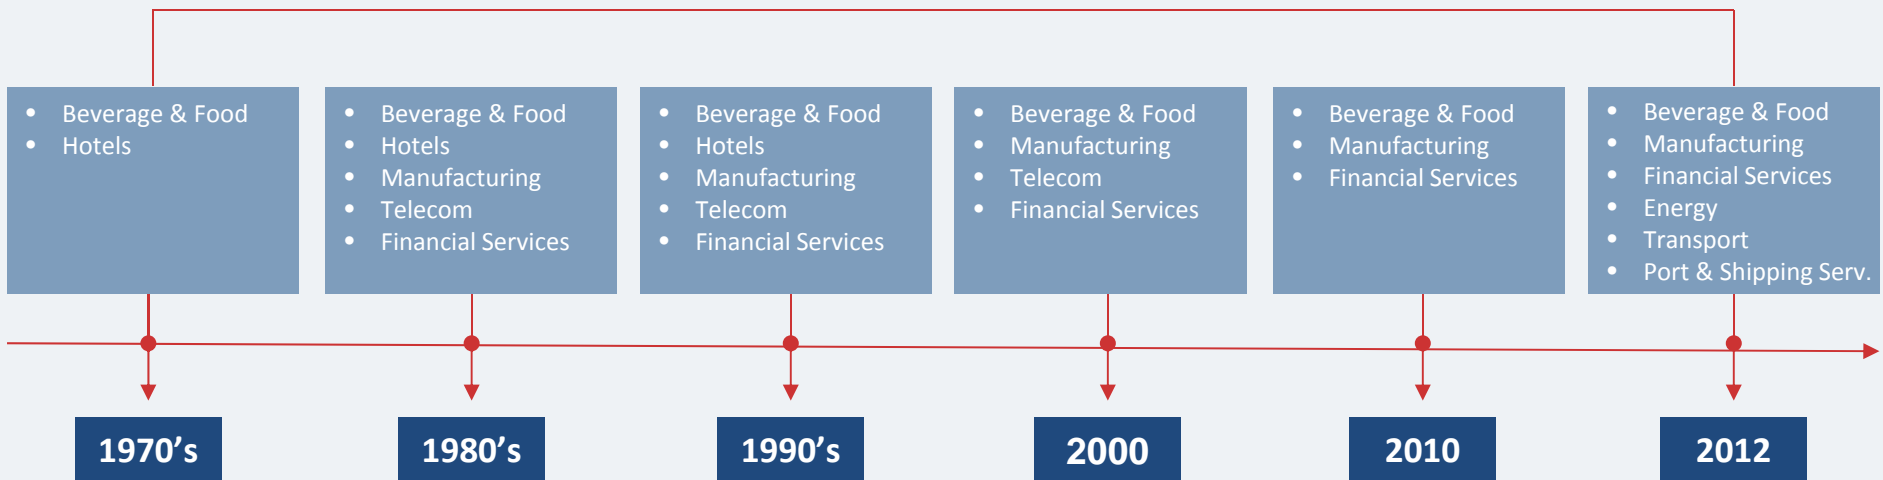 • Beverage & Food
• Hotels
• Beverage & Food
• Hotels
• Manufacturing
• Telecom
• Financial Services
• Beverage & Food
• Hotels
• Manufacturing
• Telecom
• Financial Services
• Beverage & Food
• Manufacturing
• Telecom
• Financial Services
• Beverage & Food
• Manufacturing
• Financial Services
• Beverage & Food
• Manufacturing
• Financial Services
• Energy
• Transport
• Port & Shipping Serv.
1970’s
1980’s
1990’s
2000
2010
2012